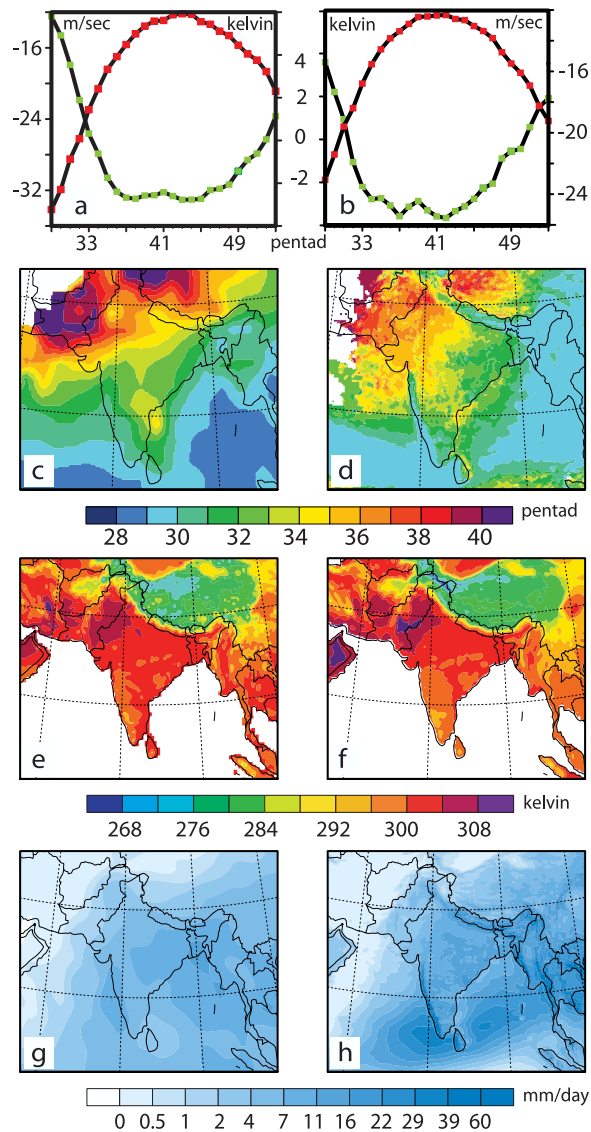 m/sec kelvin
-12
-24
-32
4
2
0
-2
a
33 41 49
pentad
kelvin m/sec
-16
-20
-24
b
33 41 49
c
d
28 30 32 34 36 38 40
pentad
e
f
268 276 284 292 300 308
kelvin
g
h
0 0.5 1 2 4 7 11 16 22 29 39 60
mm/day